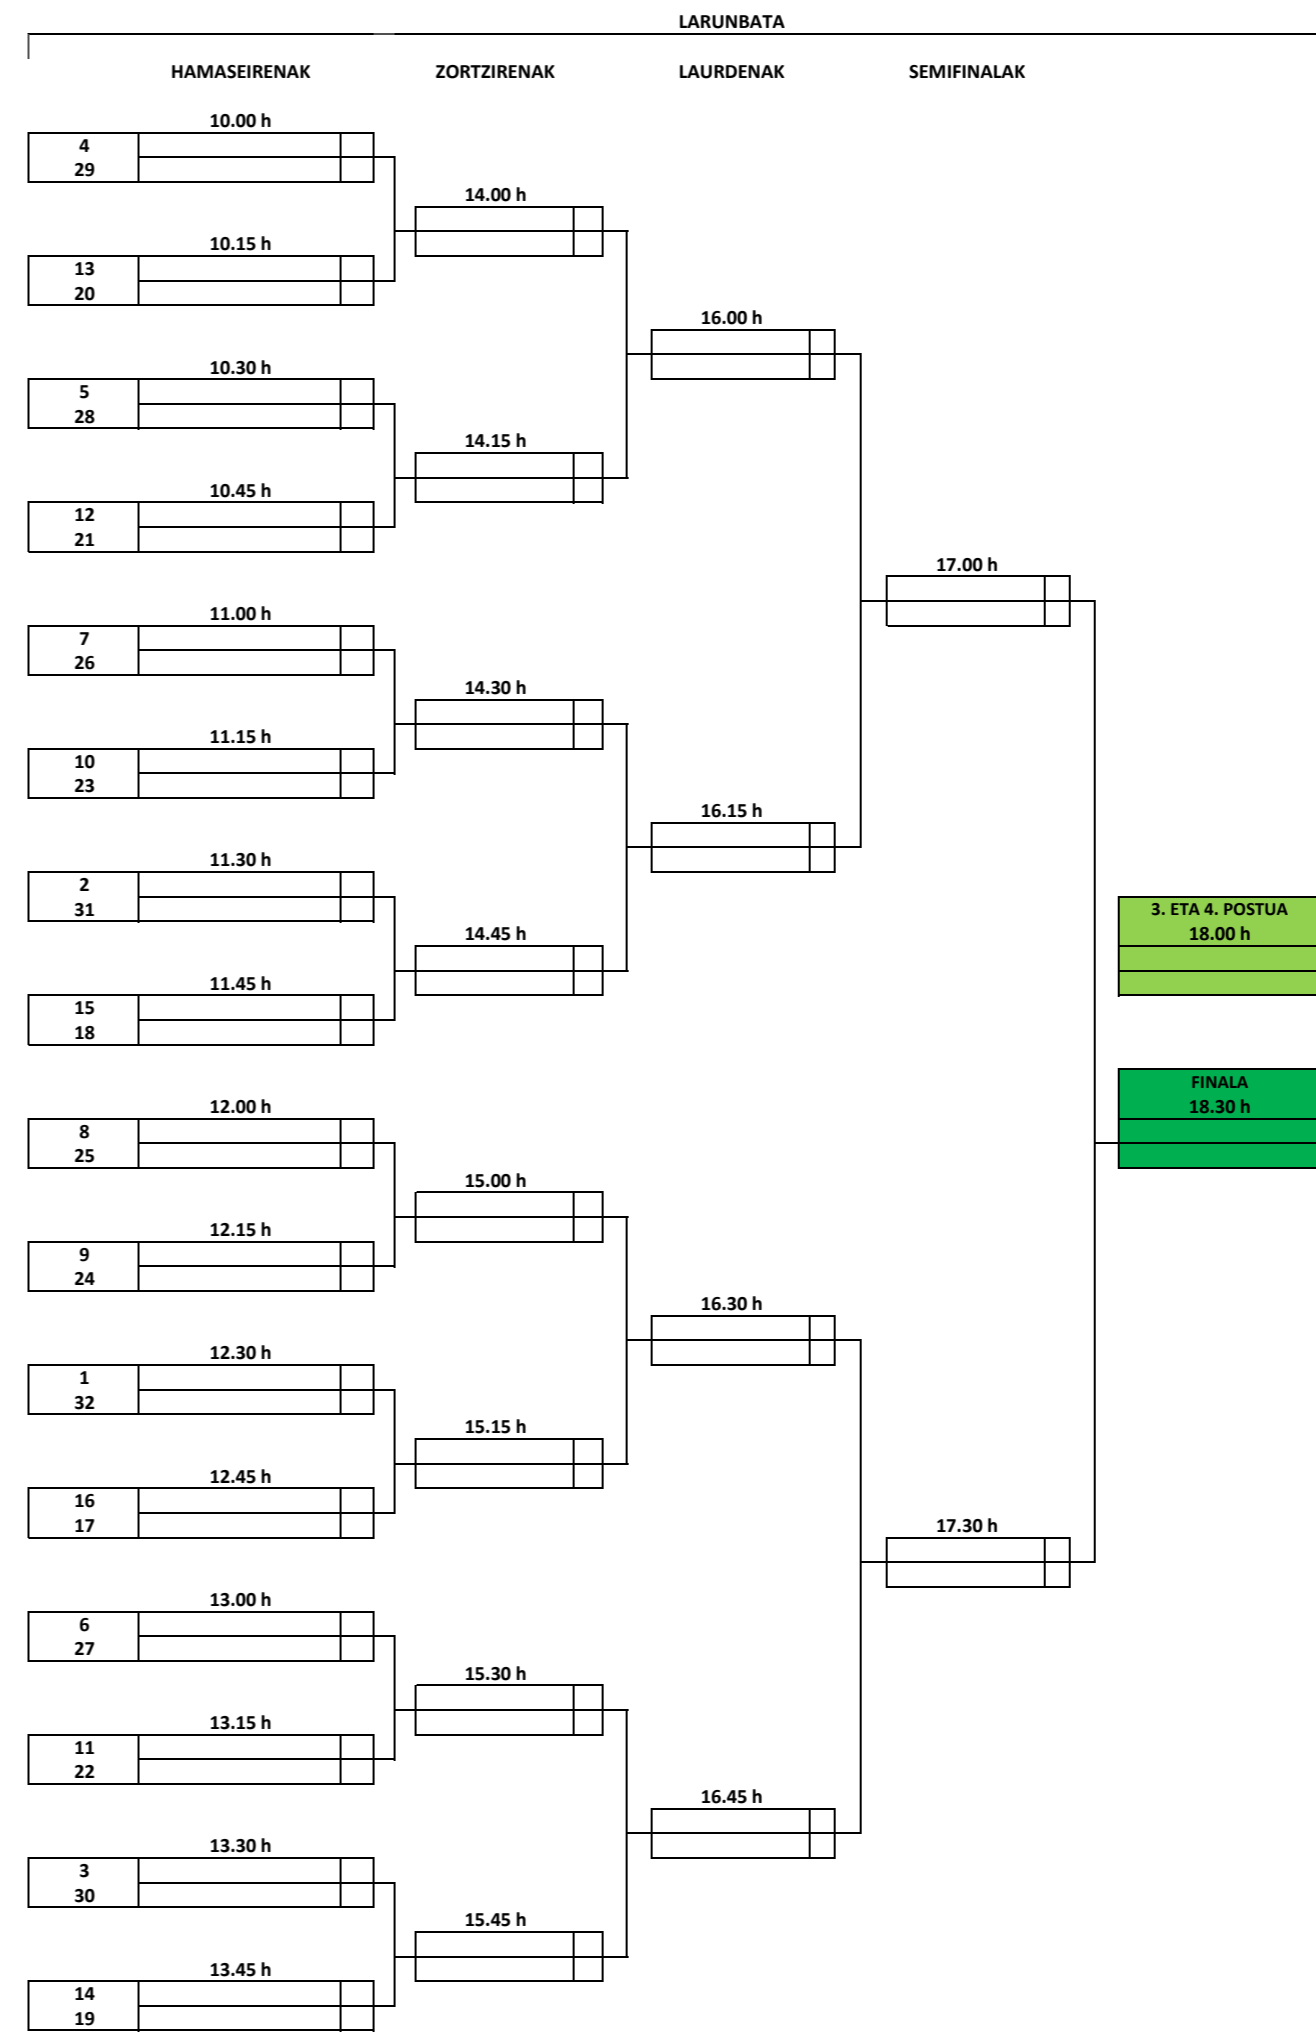 LARUNBATA
HAMASEIRENAK ZORTZIRENAK LAURDENAK SEMIFINALAK
10.00 h
4
29
14.00 h
10.15 h
13
20
16.00 h
10.30 h
5
28
14.15 h
10.45 h
12
21
17.00 h
11.00 h
7
26
14.30 h
11.15 h
10
23
16.15 h
11.30 h
2
31
3. ETA 4. POSTUA
18.00 h
14.45 h
11.45 h
15
18
FINALA
18.30 h
12.00 h
8
25
15.00 h
12.15 h
9
24
16.30 h
12.30 h
1
32
15.15 h
12.45 h
16
17
17.30 h
13.00 h
6
27
15.30 h
13.15 h
11
22
16.45 h
13.30 h
3
30
15.45 h
13.45 h
14
19